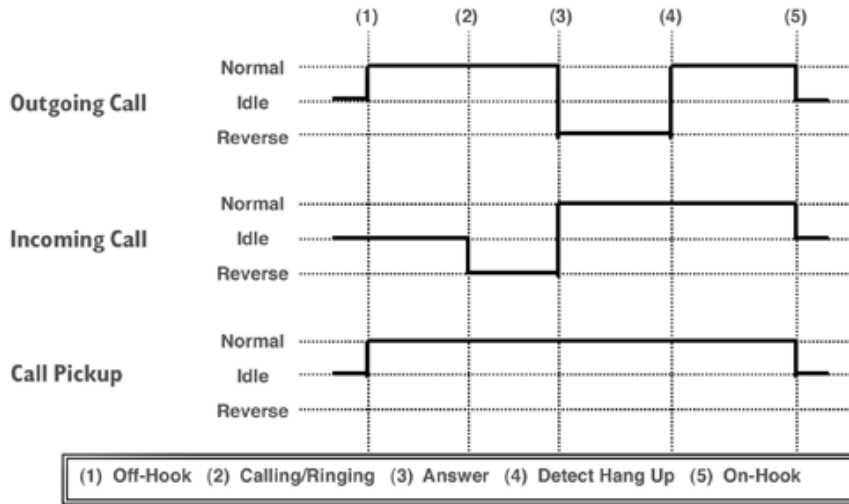 (1) (2) (3) (4) (5)
Normal
Outgoing Call Idle
Reverse
Normal
Incoming Call Idle
Reverse
Normal
Call Pickup Idle
Reverse
(1) Off-Hook (2) Calling/Ringing (3) Answer (4) Detect Hang Up (5) On-Hook